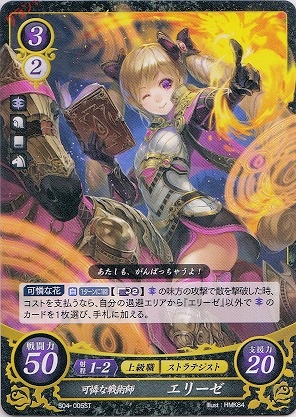 3
2
あたしも、がんばっちゃうよ!
可憐な花 自 1ターンに1回 2 の味方の攻撃で敵を撃破した時、
コストを支払うなら、自分の退避エリアから『エリーゼ』以外で
のカードを1枚選び、手札に加える。
戦闘力
50
射程
1-2
上級職
ストラテジスト
支援力
20
可憐な戦術師
エリーゼ
S04-005ST
Illust:HMK84